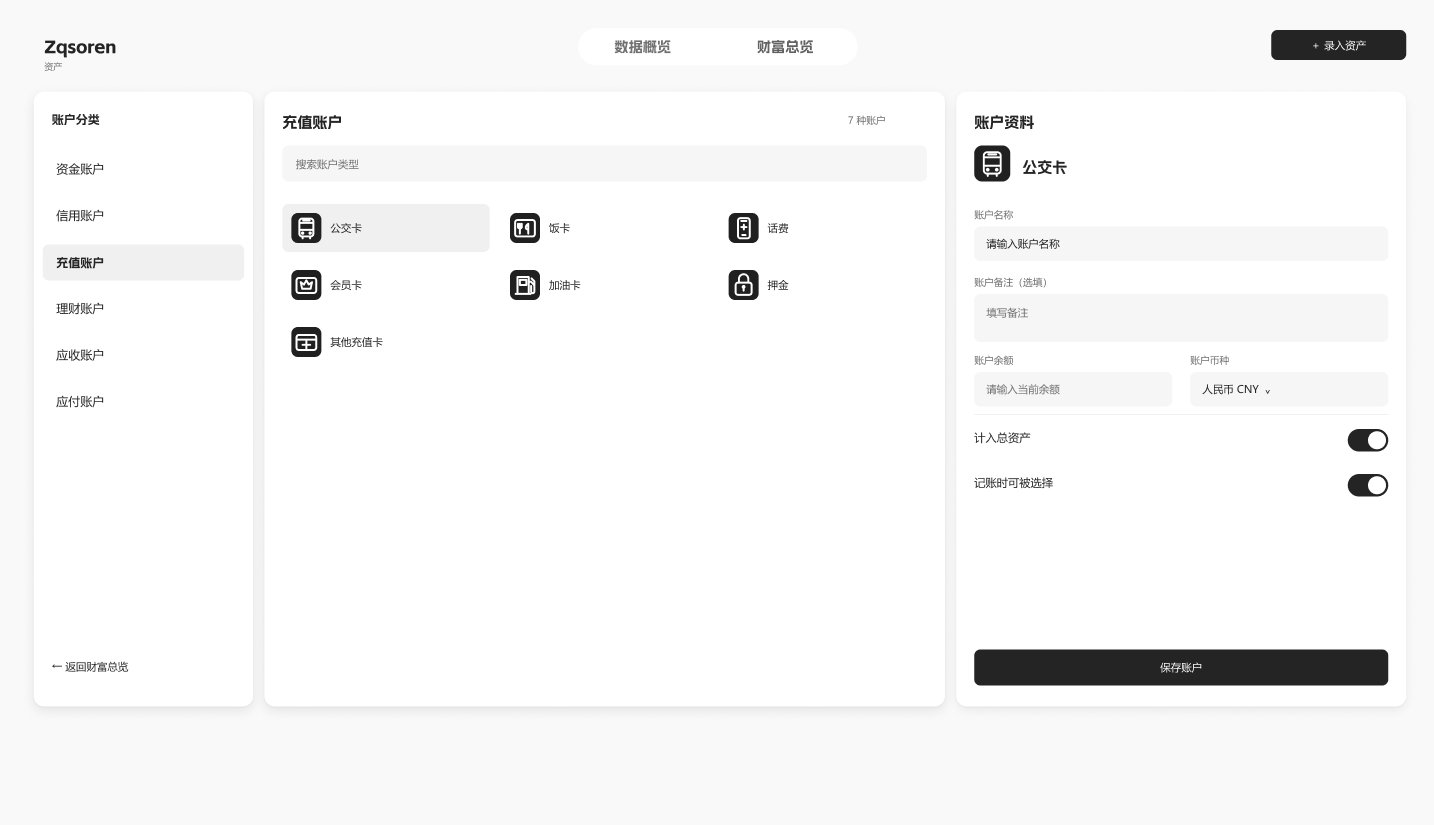 Zqsoren
资产
数据概览
财富总览
+ 录入资产
账户分类
资金账户
信用账户
充值账户
理财账户
应收账户
应付账户
← 返回财富总览
充值账户
7 种账户
搜索账户类型
公交卡
饭卡
话费
会员卡
加油卡
押金
其他充值卡
账户资料
公交卡
账户名称
请输入账户名称
账户备注（选填）
填写备注
账户余额
账户币种
请输入当前余额
人民币 CNY
计入总资产
记账时可被选择
保存账户